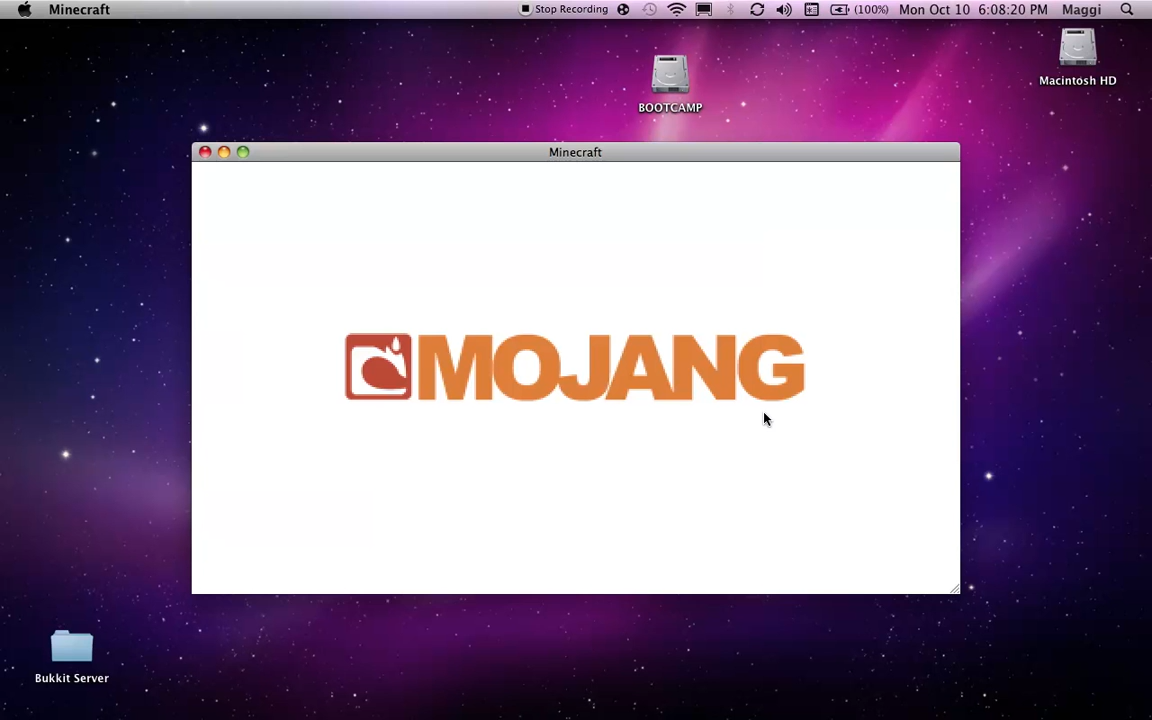 Minecraft Stop Recording (100%) Mon Oct 10 6:08:20 PM Maggi
Macintosh HD
BOOTCAMP
Minecraft
MOJANG
Bukkit Server